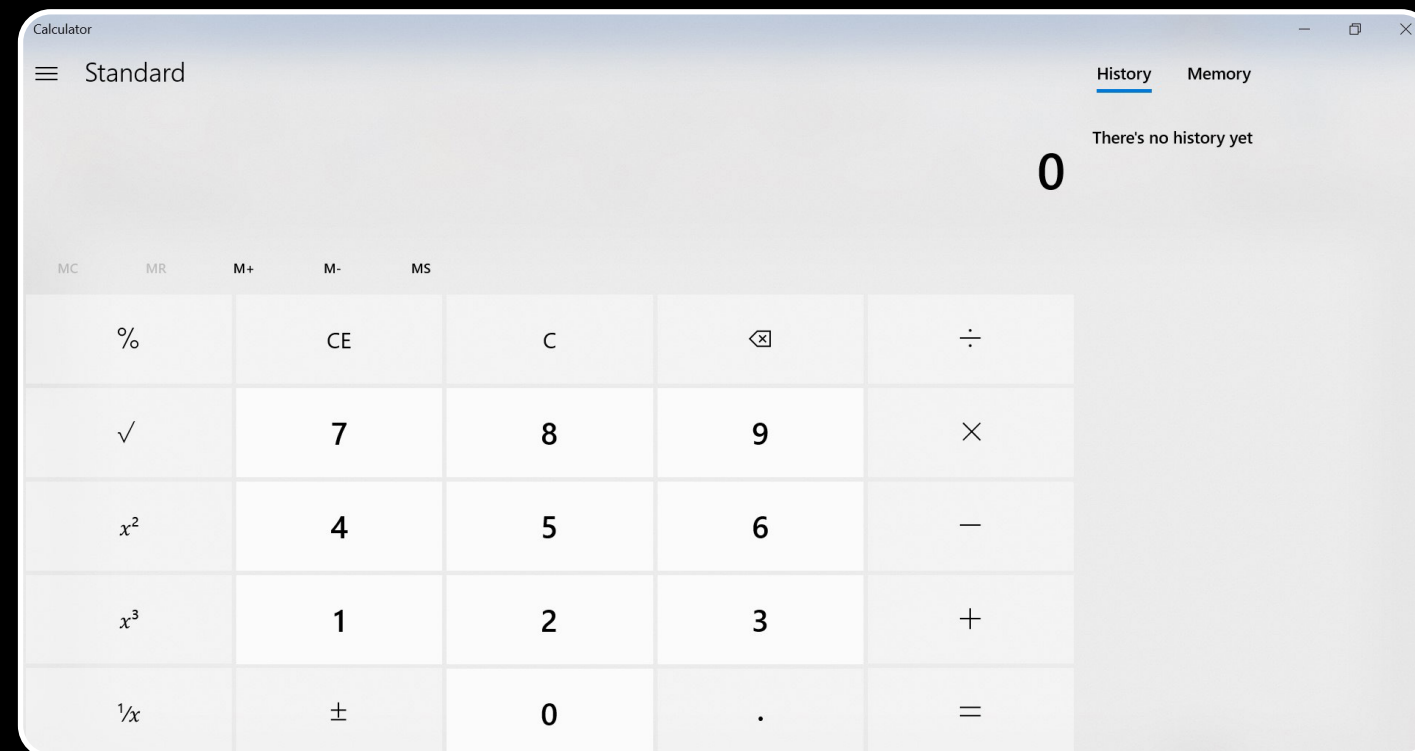 Calculator
Standard
History Memory
There's no history yet
0
MC MR M+ M- MS
% CE C ÷
√ 7 8 9 ×
x² 4 5 6 −
x³ 1 2 3 +
¹/x ± 0 . =